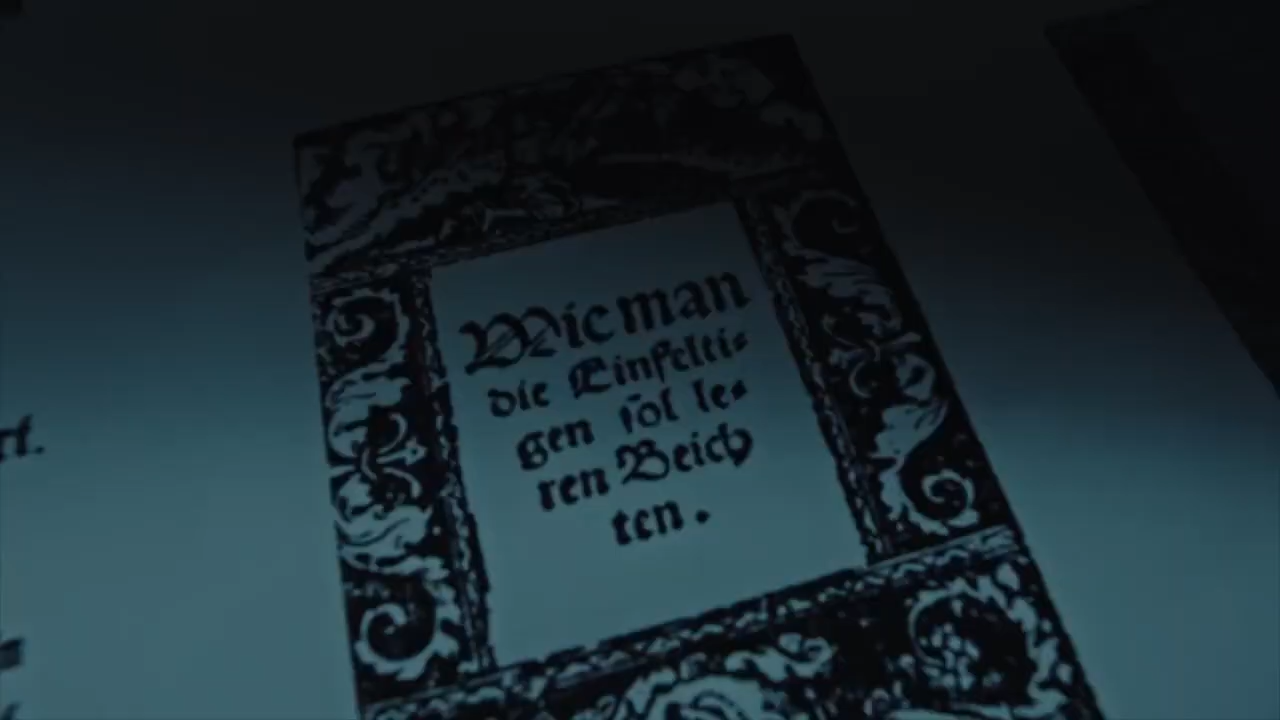 Wie man
die Einfelti⸗
gen sol le⸗
ren Beich
ten.